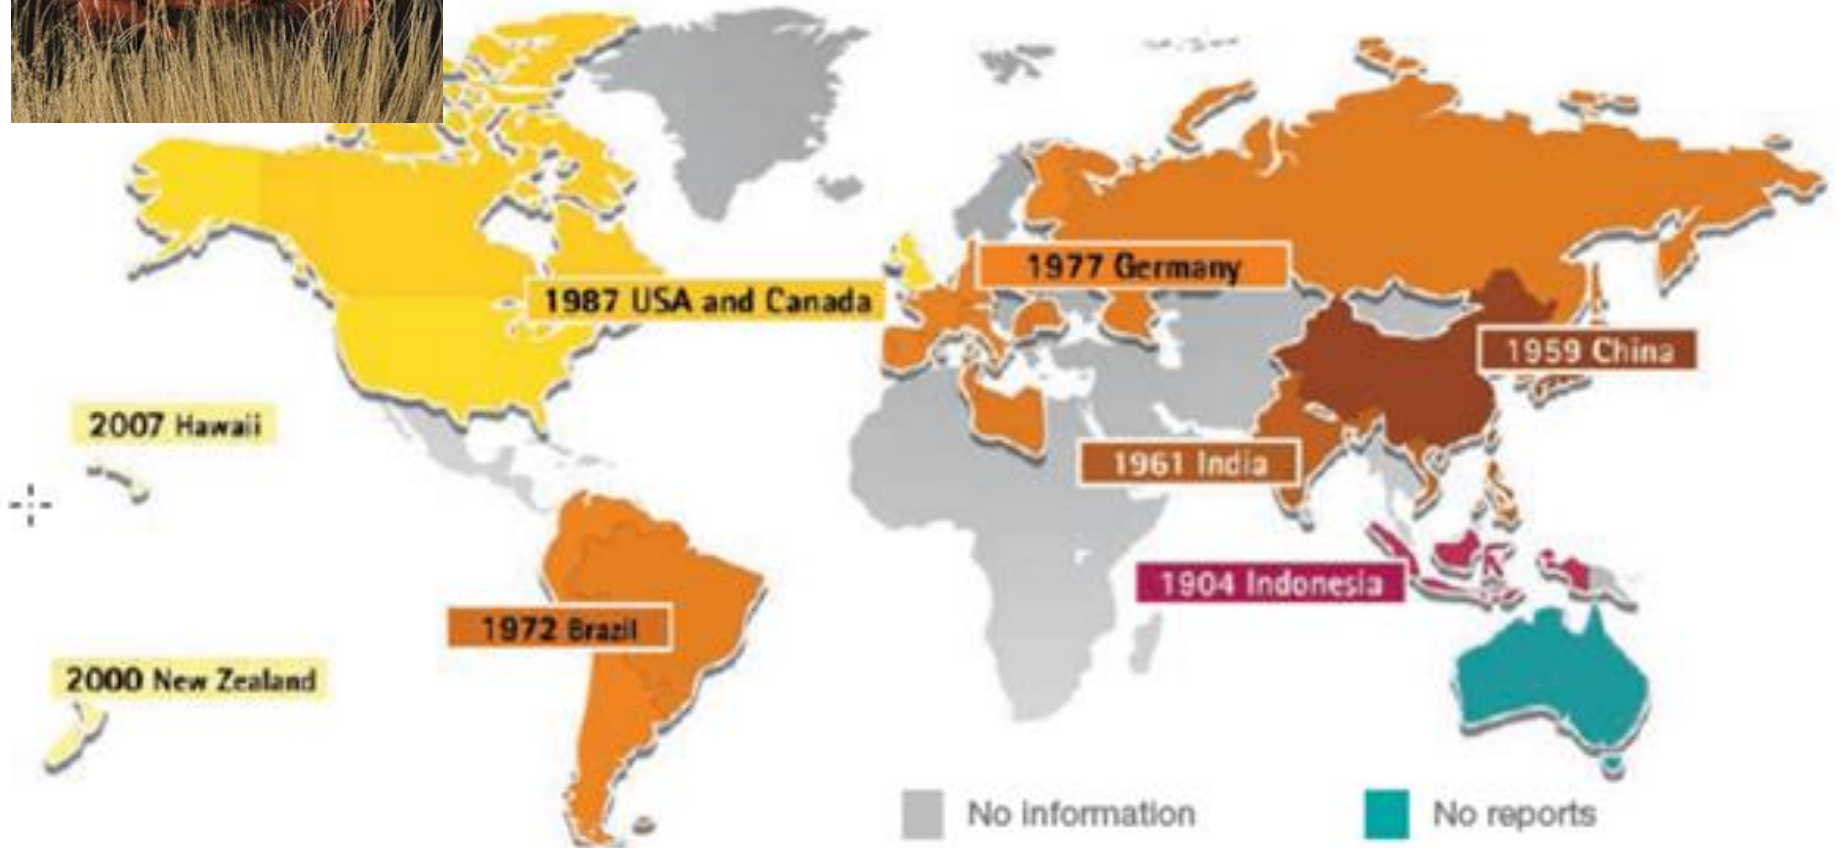 1977 Germany
1987 USA and Canada
1959 China
2007 Hawaii
1961 India
1904 Indonesia
1972 Brazil
2000 New Zealand
No information
No reports